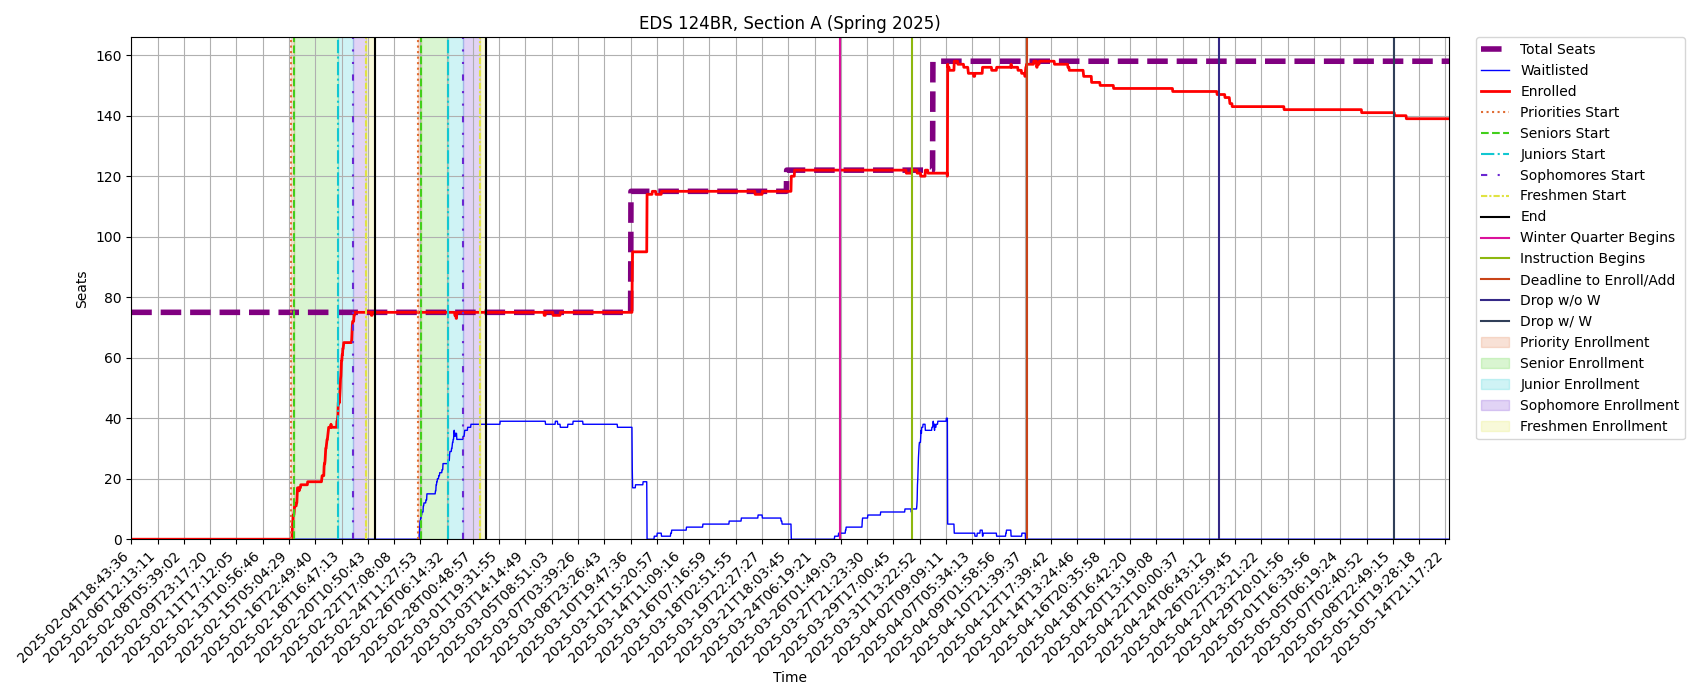 EDS 124BR, Section A (Spring 2025)
Seats
160
140
120
100
80
60
40
20
0
2025-02-04T18:43:36
2025-02-06T12:13:11
2025-02-08T05:39:02
2025-02-09T23:17:20
2025-02-11T17:12:05
2025-02-13T10:56:46
2025-02-15T05:04:29
2025-02-16T22:49:40
2025-02-18T16:47:13
2025-02-20T10:50:43
2025-02-22T17:08:08
2025-02-24T11:27:53
2025-02-26T06:14:32
2025-02-28T00:48:57
2025-03-01T19:31:55
2025-03-03T14:14:49
2025-03-05T08:51:03
2025-03-07T03:39:26
2025-03-08T23:26:43
2025-03-10T19:47:36
2025-03-12T15:20:57
2025-03-14T11:09:16
2025-03-16T07:16:59
2025-03-18T02:51:55
2025-03-19T22:27:27
2025-03-21T18:03:45
2025-03-24T06:19:21
2025-03-26T01:49:03
2025-03-27T21:23:30
2025-03-29T17:00:45
2025-03-31T13:22:52
2025-04-02T09:09:11
2025-04-07T05:34:13
2025-04-09T01:58:56
2025-04-10T21:39:37
2025-04-12T17:39:42
2025-04-14T13:24:46
2025-04-16T20:35:58
2025-04-18T16:42:20
2025-04-20T13:19:08
2025-04-22T10:00:37
2025-04-24T06:43:12
2025-04-26T02:59:45
2025-04-27T23:21:22
2025-04-29T20:01:56
2025-05-01T16:33:56
2025-05-05T06:19:24
2025-05-07T02:40:52
2025-05-08T22:49:15
2025-05-10T19:28:18
2025-05-14T21:17:22
Time
Total Seats
Waitlisted
Enrolled
Priorities Start
Seniors Start
Juniors Start
Sophomores Start
Freshmen Start
End
Winter Quarter Begins
Instruction Begins
Deadline to Enroll/Add
Drop w/o W
Drop w/ W
Priority Enrollment
Senior Enrollment
Junior Enrollment
Sophomore Enrollment
Freshmen Enrollment